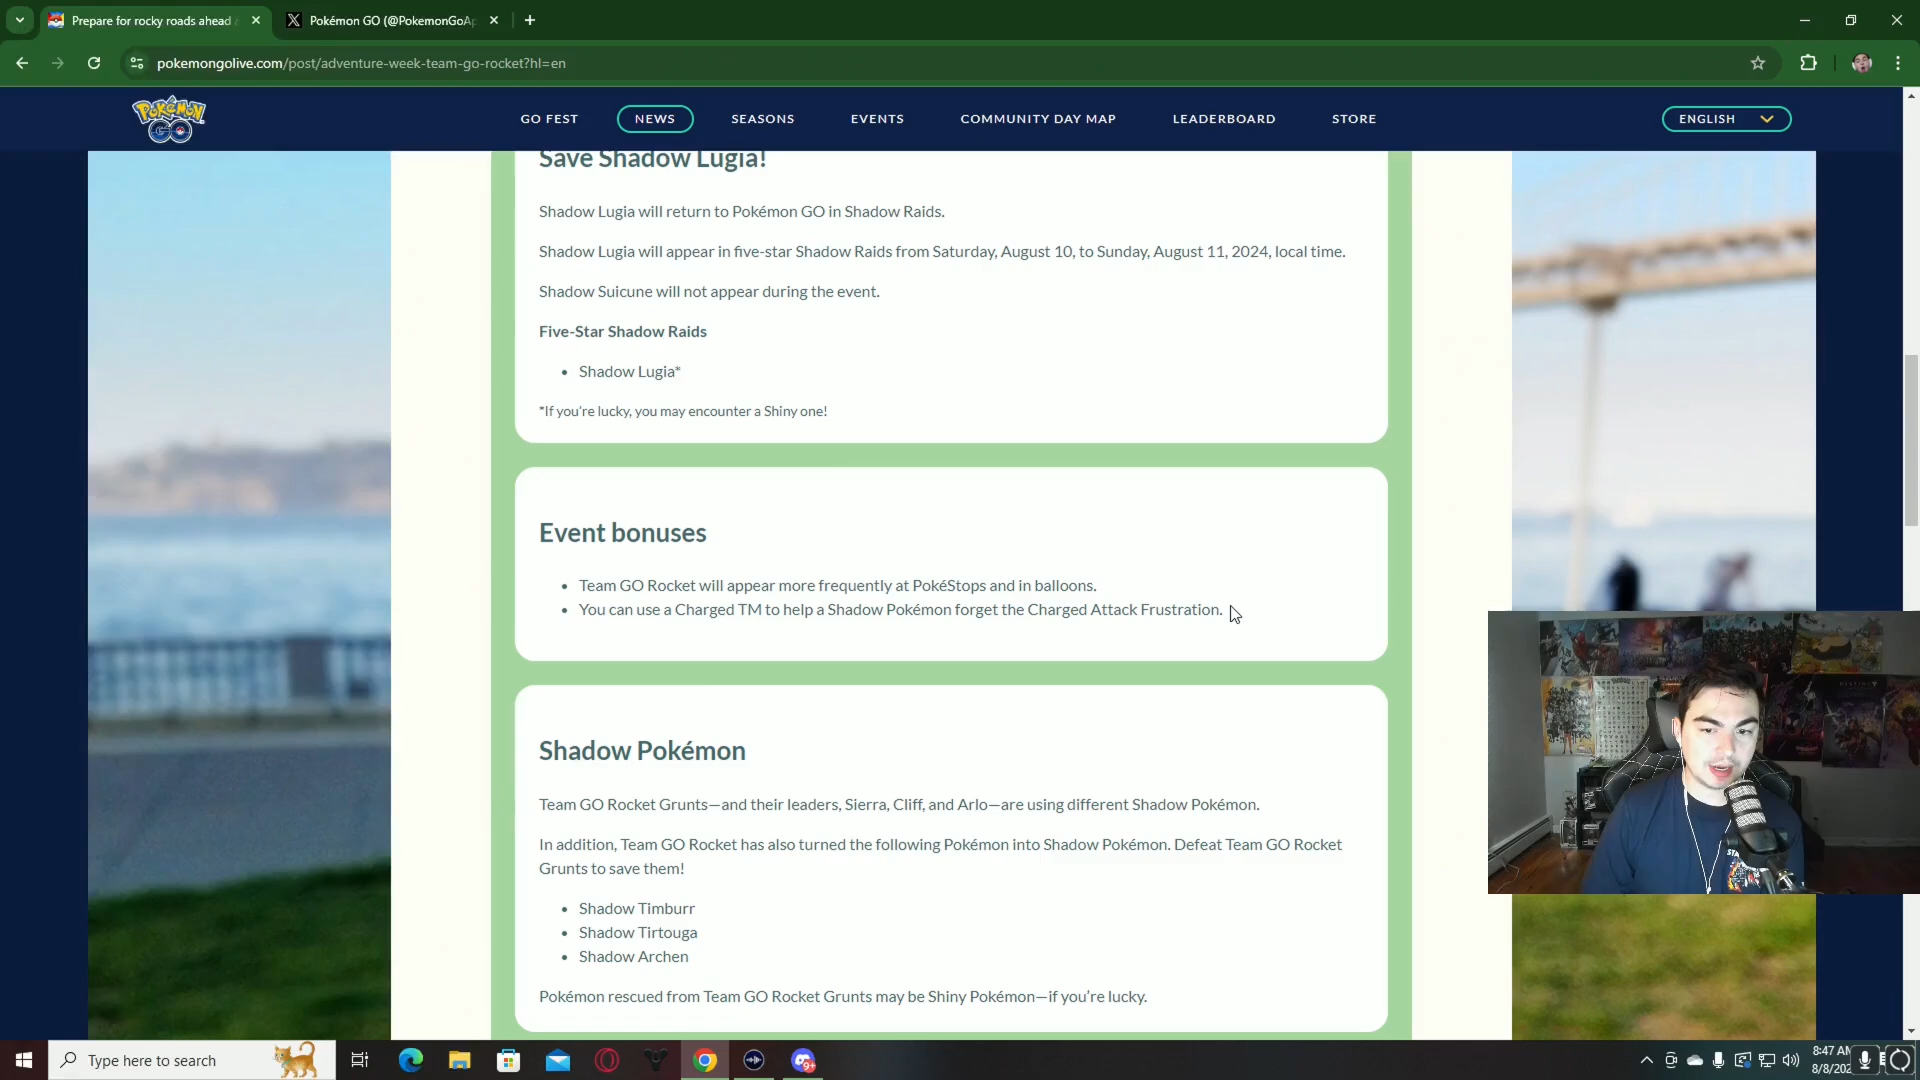 Prepare for rocky roads ahead
Pokémon GO (@PokemonGoAp
pokemongolive.com/post/adventure-week-team-go-rocket?hl=en
POKÉMON GO
GO FEST
NEWS
SEASONS
EVENTS
COMMUNITY DAY MAP
LEADERBOARD
STORE
ENGLISH
Save Shadow Lugia!
Shadow Lugia will return to Pokémon GO in Shadow Raids.
Shadow Lugia will appear in five-star Shadow Raids from Saturday, August 10, to Sunday, August 11, 2024, local time.
Shadow Suicune will not appear during the event.
Five-Star Shadow Raids
• Shadow Lugia*
*If you’re lucky, you may encounter a Shiny one!
Event bonuses
• Team GO Rocket will appear more frequently at PokéStops and in balloons.
• You can use a Charged TM to help a Shadow Pokémon forget the Charged Attack Frustration.
Shadow Pokémon
Team GO Rocket Grunts—and their leaders, Sierra, Cliff, and Arlo—are using different Shadow Pokémon.
In addition, Team GO Rocket has also turned the following Pokémon into Shadow Pokémon. Defeat Team GO Rocket
Grunts to save them!
• Shadow Timburr
• Shadow Tirtouga
• Shadow Archen
Pokémon rescued from Team GO Rocket Grunts may be Shiny Pokémon—if you’re lucky.
Type here to search
9+
8:47 AM
8/8/202